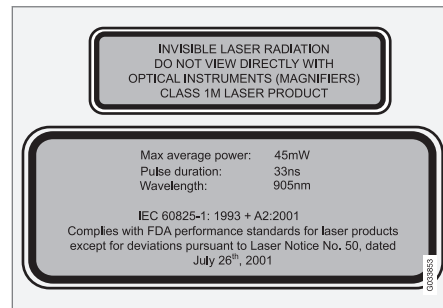 INVISIBLE LASER RADIATION
DO NOT VIEW DIRECTLY WITH
OPTICAL INSTRUMENTS (MAGNIFIERS)
CLASS 1M LASER PRODUCT
Max average power: 45mW
Pulse duration: 33ns
Wavelength: 905nm
IEC 60825-1: 1993 + A2:2001
Complies with FDA performance standards for laser products
except for deviations pursuant to Laser Notice No. 50, dated
July 26th, 2001
G033853